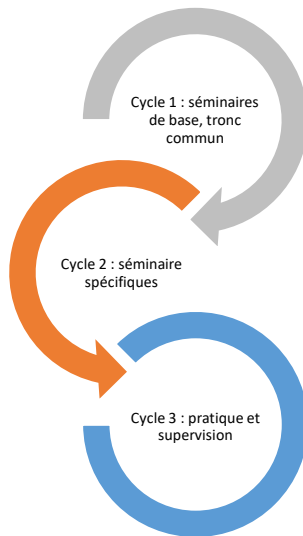 Cycle 1 : séminaires
de base, tronc
commun
Cycle 2 : séminaire
spécifiques
Cycle 3 : pratique et
supervision